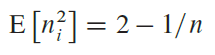 E [n_i^2] = 2 – 1/n